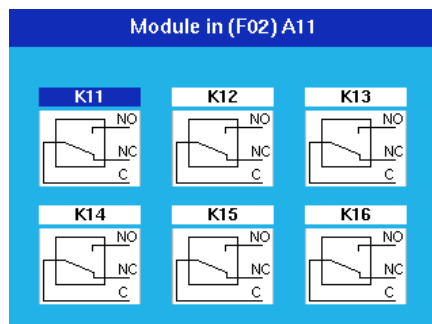 Module in (F02) A11
K11 K12 K13
NO NO NO
NC NC NC
C C C
K14 K15 K16
NO NO NO
NC NC NC
C C C